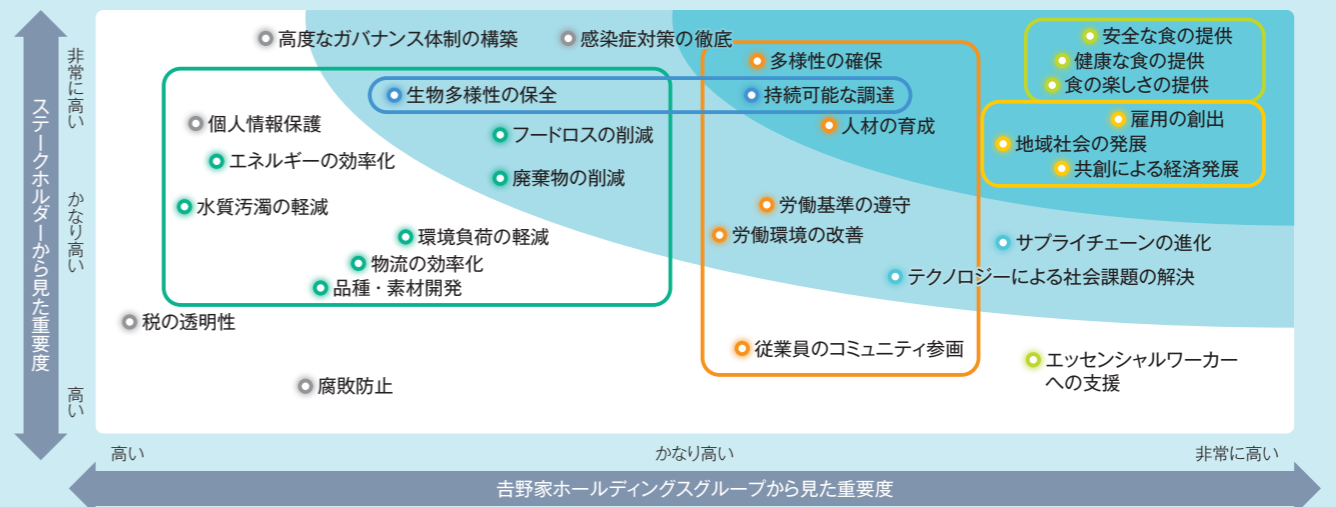 ステークホルダーから見た重要度
非常に高い
かなり高い
高い
高度なガバナンス体制の構築
感染症対策の徹底
安全な食の提供
多様性の確保
健康な食の提供
食の楽しさの提供
生物多様性の保全
持続可能な調達
個人情報保護
フードロスの削減
人材の育成
雇用の創出
地域社会の発展
エネルギーの効率化
共創による経済発展
廃棄物の削減
水質汚濁の軽減
労働基準の遵守
環境負荷の軽減
労働環境の改善
サプライチェーンの進化
物流の効率化
テクノロジーによる社会課題の解決
品種・素材開発
税の透明性
従業員のコミュニティ参画
エッセンシャルワーカー
への支援
腐敗防止
高い
かなり高い
非常に高い
𠮷野家ホールディングスグループから見た重要度